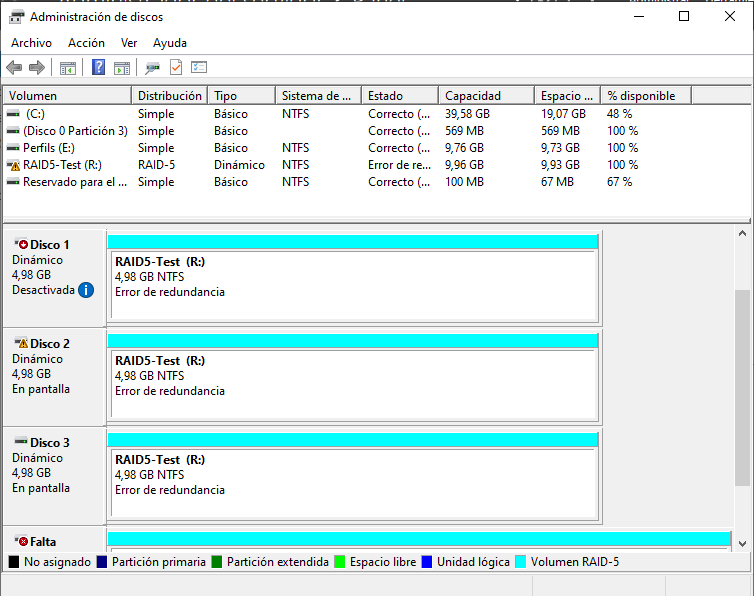 Administración de discos
Archivo Acción Ver Ayuda
Volumen Distribución Tipo Sistema de ... Estado Capacidad Espacio ... % disponible
(C:) Simple Básico NTFS Correcto (... 39,58 GB 19,07 GB 48 %
(Disco 0 Partición 3) Simple Básico Correcto (... 569 MB 569 MB 100 %
Perfils (E:) Simple Básico NTFS Correcto (... 9,76 GB 9,73 GB 100 %
RAID5-Test (R:) RAID-5 Dinámico NTFS Error de re... 9,96 GB 9,93 GB 100 %
Reservado para el ... Simple Básico NTFS Correcto (... 100 MB 67 MB 67 %
Disco 1
Dinámico
4,98 GB
Desactivada
RAID5-Test (R:)
4,98 GB NTFS
Error de redundancia
Disco 2
Dinámico
4,98 GB
En pantalla
RAID5-Test (R:)
4,98 GB NTFS
Error de redundancia
Disco 3
Dinámico
4,98 GB
En pantalla
RAID5-Test (R:)
4,98 GB NTFS
Error de redundancia
Falta
No asignado Partición primaria Partición extendida Espacio libre Unidad lógica Volumen RAID-5